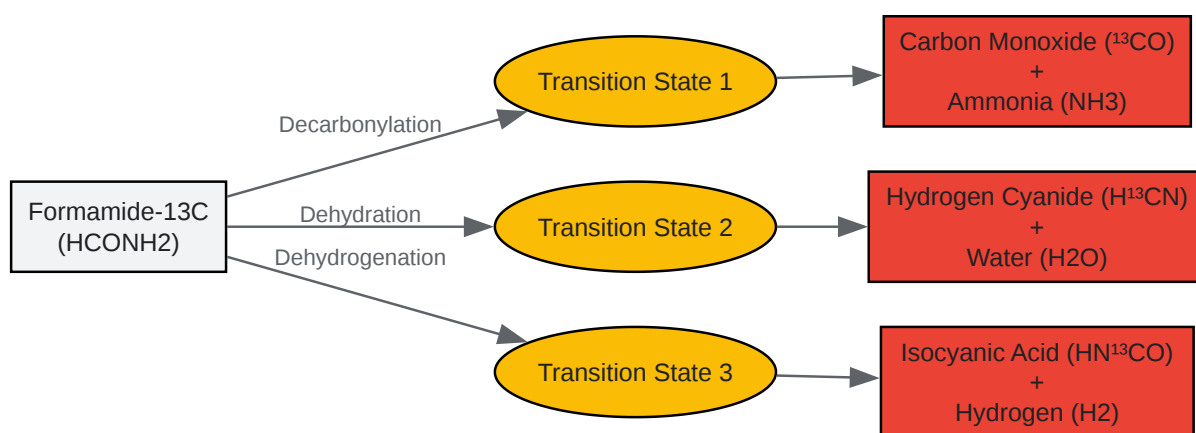 Formamide-13C
(HCONH2)
Decarbonylation
Transition State 1
Carbon Monoxide (¹³CO)
+
Ammonia (NH3)
Dehydration
Transition State 2
Hydrogen Cyanide (H¹³CN)
+
Water (H2O)
Dehydrogenation
Transition State 3
Isocyanic Acid (HN¹³CO)
+
Hydrogen (H2)